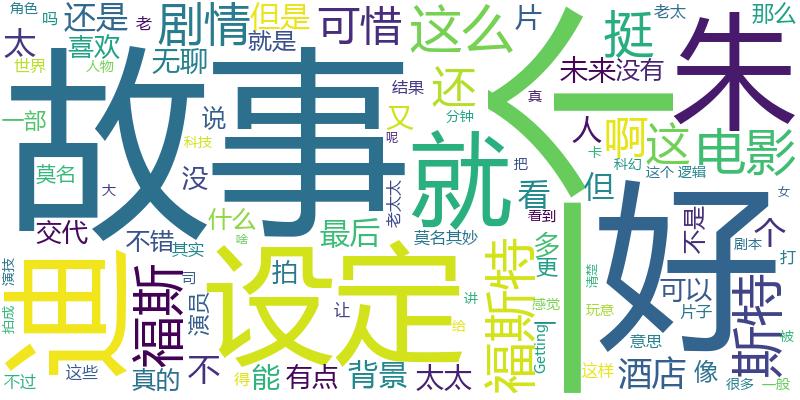 角色
吗
老
剧情
但是
可惜
这么
片
挺
老太
那么
太
还是
喜欢
就是
无聊
朱
世界
人物
故事
结果
还
未来
没有
真
一部
说
又
分钟
人
啊
这
电影
科技
呢
卡
科幻
莫名
没
就
把
这个
逻辑
大
老太太
看
但
女
什么
看到
好
个
交代
不错
其实
啥
最后
莫名其妙
多
不是
剧本
打
演技
迪
福斯
司
拍
设定
让
讲
福斯特
更
清楚
可以
斯特
感觉
玩意
片子
被
拍成
演员
给
Getting
意思
不过
这些
真的
不
得
能
有点
背景
太太
这样
酒店
像
很多
一般